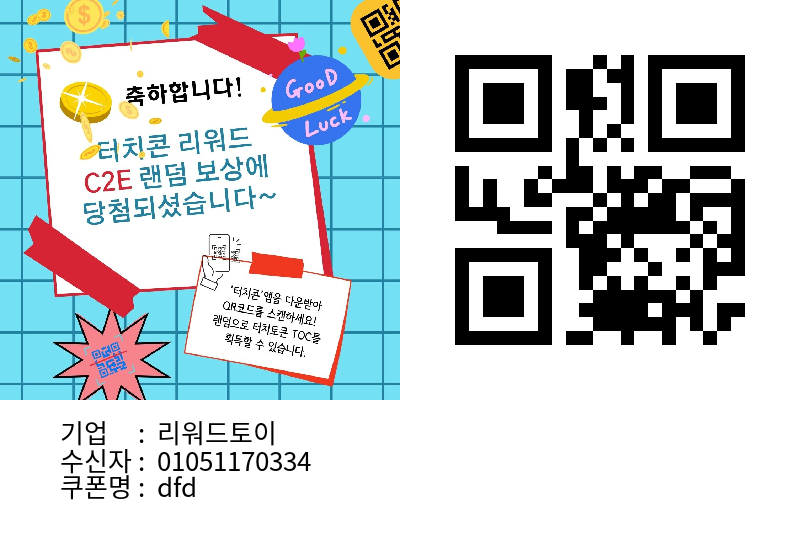 축하합니다!
GooD
Luck
터치콘 리워드
C2E 랜덤 보상에
당첨되셨습니다~
'터치콘'앱을 다운받아
QR코드를 스캔하세요!
랜덤으로 터치토큰 TOC를
획득할 수 있습니다.
기업 : 리워드토이
수신자 : 01051170334
쿠폰명 : dfd